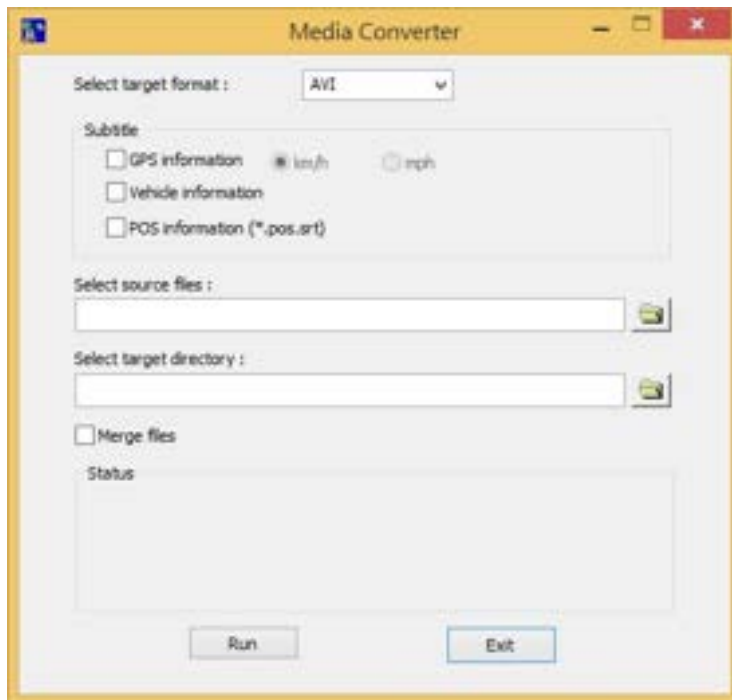 Media Converter
Select target format :
AVI
Subtitle
GPS information km/h mph
Vehicle information
POS information (*.pos.srt)
Select source files :
Select target directory :
Merge files
Status
Run Exit